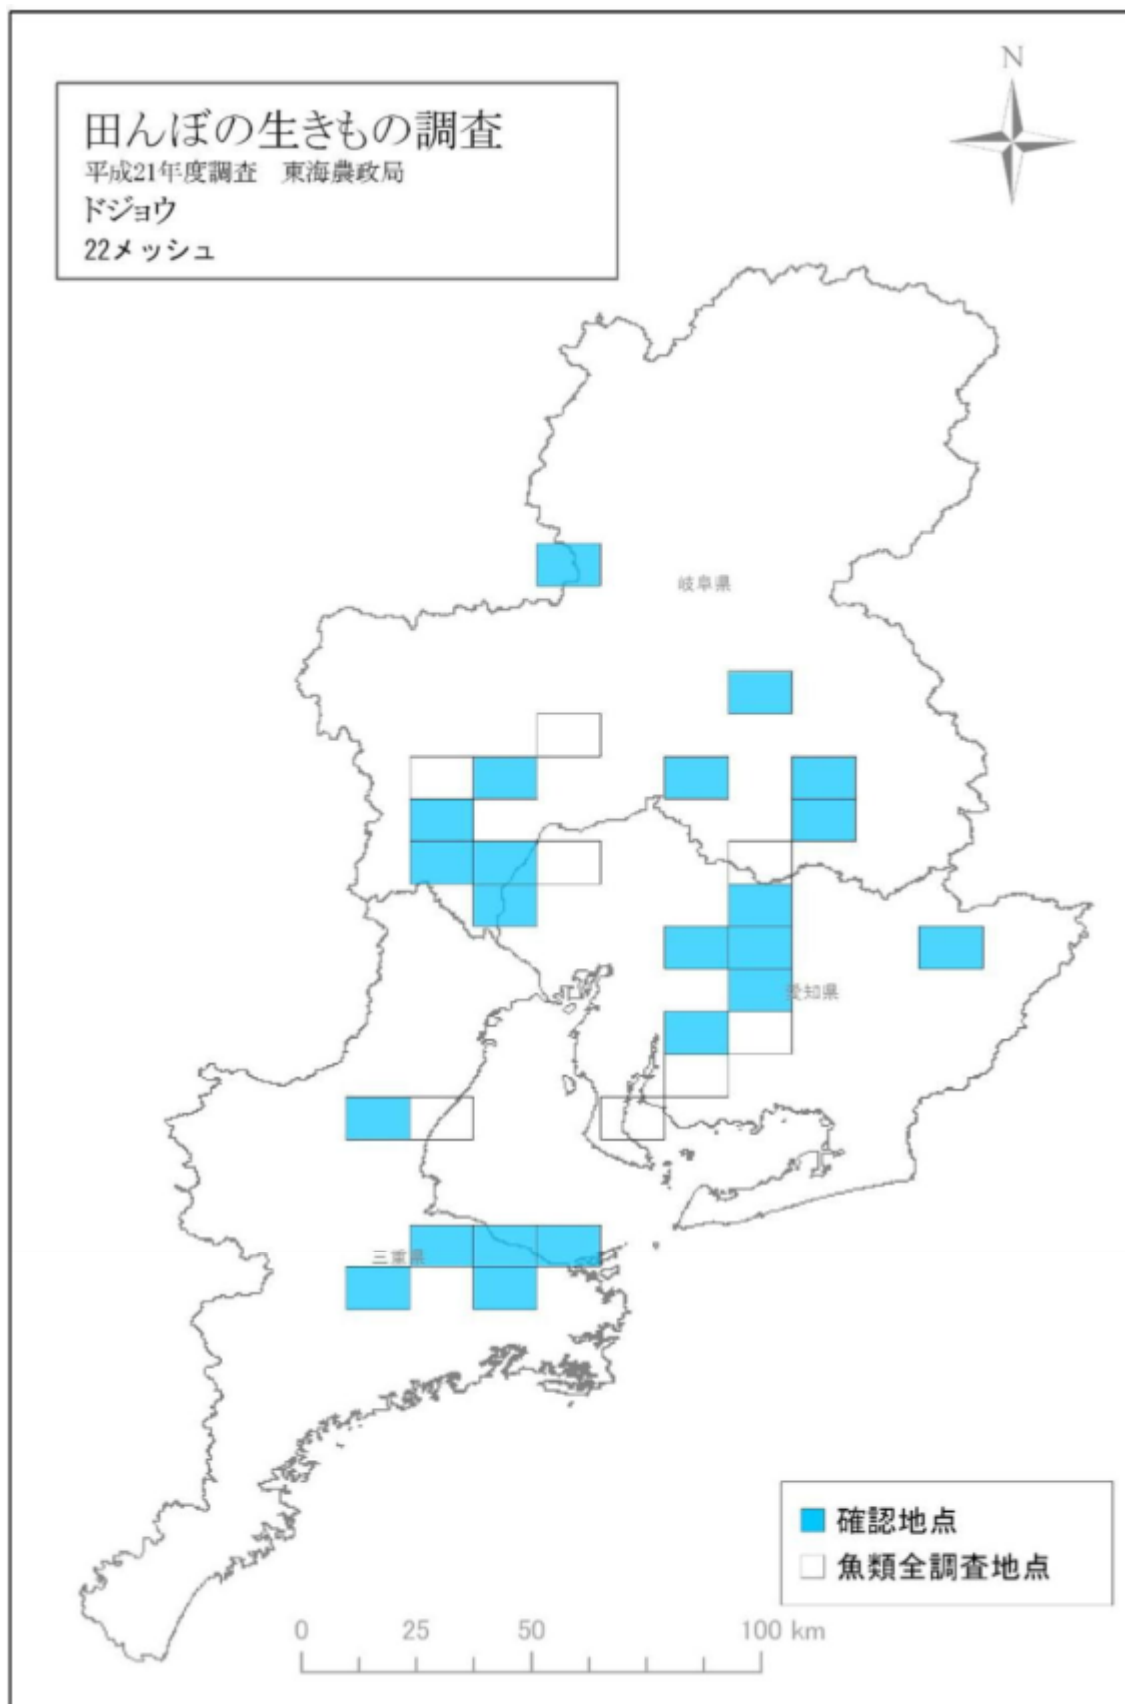 N
田んぼの生きもの調査
平成21年度調査　東海農政局
ドジョウ
22メッシュ
岐阜県
愛知県
三重県
確認地点
魚類全調査地点
0 25 50 100 km